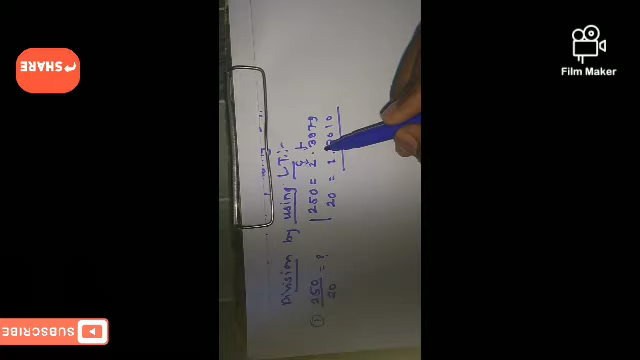 Division by using L.T:-
① 250/20 = ?
C
250 = 2.3979
20 = 1.3010
SHARE
Film Maker
SUBSCRIBE